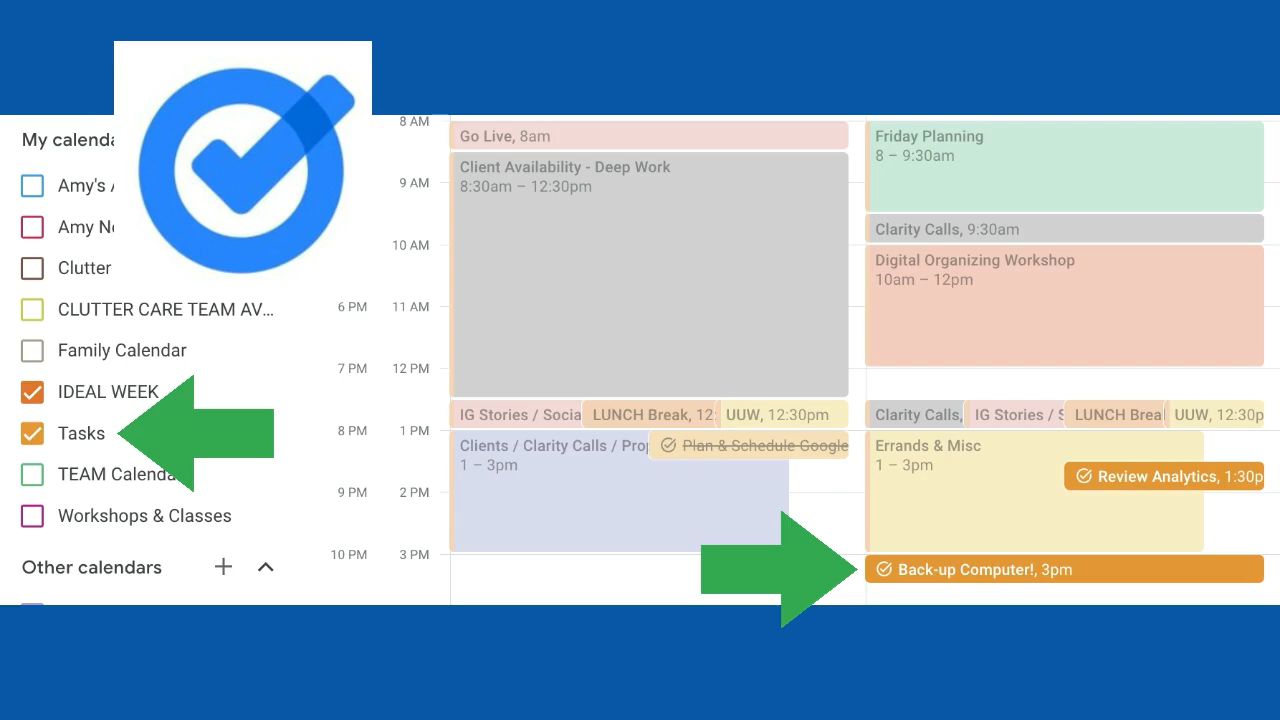 My calenda
Amy's
Amy N
Clutter
CLUTTER CARE TEAM AV...
Family Calendar
IDEAL WEEK
Tasks
TEAM Calenda
Workshops & Classes
Other calendars
6 PM
7 PM
8 PM
9 PM
10 PM
8 AM
9 AM
10 AM
11 AM
12 PM
1 PM
2 PM
3 PM
Go Live, 8am
Client Availability - Deep Work
8:30am – 12:30pm
IG Stories / Socia
LUNCH Break, 12:
UUW, 12:30pm
Clients / Clarity Calls / Prop
1 – 3pm
Plan & Schedule Google
Friday Planning
8 – 9:30am
Clarity Calls, 9:30am
Digital Organizing Workshop
10am – 12pm
Clarity Calls,
IG Stories / S
LUNCH Brea
UUW, 12:30p
Errands & Misc
1 – 3pm
Review Analytics, 1:30p
Back-up Computer!, 3pm